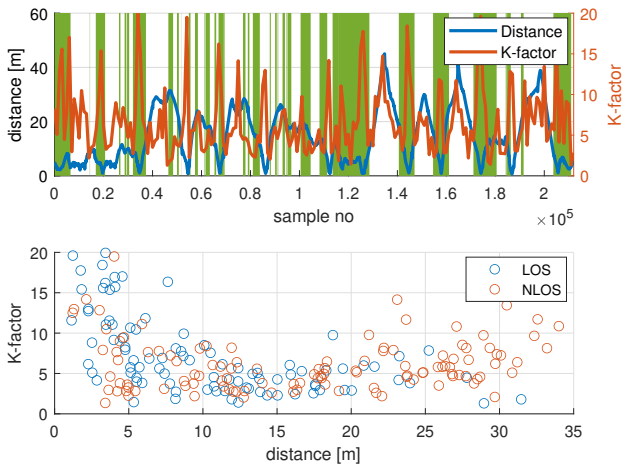 60
40
20
0
distance [m]
20
15
10
5
0
K-factor
Distance
K-factor
0 0.2 0.4 0.6 0.8 1 1.2 1.4 1.6 1.8 2
sample no
×10⁵
20
15
10
5
0
K-factor
LOS
NLOS
0 5 10 15 20 25 30 35
distance [m]